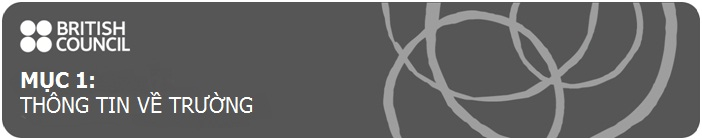 BRITISH
COUNCIL
MỤC 1:
THÔNG TIN VỀ TRƯỜNG